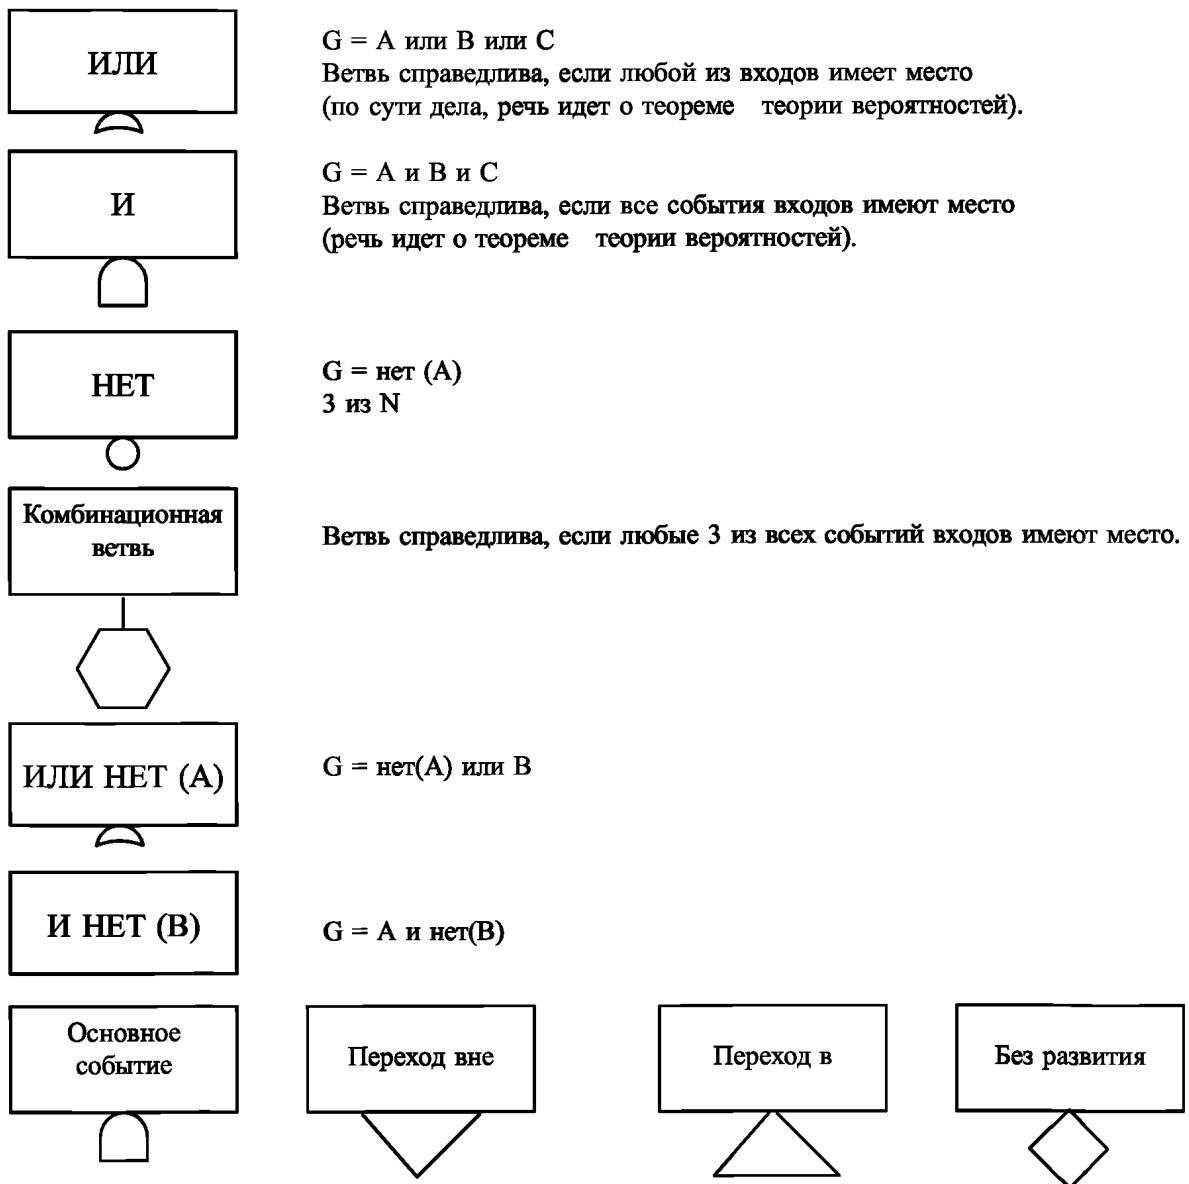 ИЛИ
G = А или В или С
Ветвь справедлива, если любой из входов имеет место
(по сути дела, речь идет о теореме теории вероятностей).
И
G = А и В и С
Ветвь справедлива, если все события входов имеют место
(речь идет о теореме теории вероятностей).
НЕТ
G = нет (А)
3 из N
Комбинационная
ветвь
Ветвь справедлива, если любые 3 из всех событий входов имеют место.
ИЛИ НЕТ (А)
G = нет(А) или В
И НЕТ (В)
G = А и нет(В)
Основное
событие
Переход вне
Переход в
Без развития